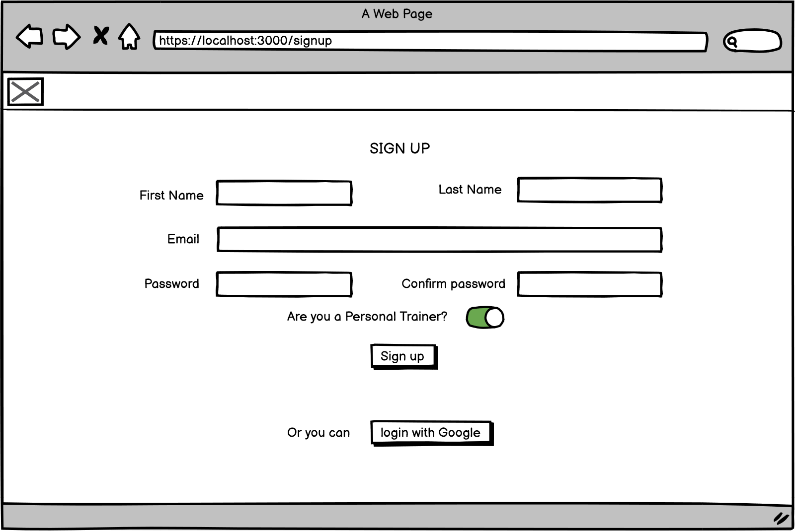 A Web Page
https://localhost:3000/signup
SIGN UP
First Name
Last Name
Email
Password
Confirm password
Are you a Personal Trainer?
Sign up
Or you can
login with Google